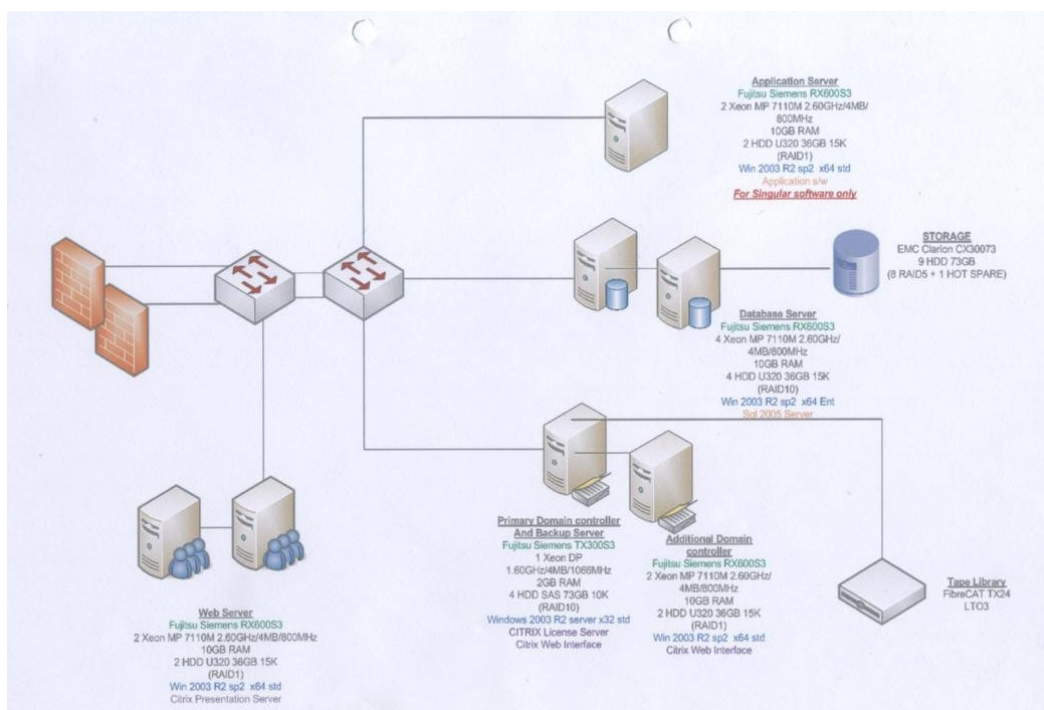 Application Server
Fujitsu Siemens RX600S3
2 Xeon MP 7110M 2.60GHz/4MB/
800MHz
10GB RAM
2 HDD U320 36GB 15K
(RAID1)
Win 2003 R2 sp2 x64 std
Application s/w
For Singular software only
STORAGE
EMC Clarion CX30073
9 HDD 73GB
(8 RAID5 + 1 HOT SPARE)
Database Server
Fujitsu Siemens RX600S3
4 Xeon MP 7110M 2.60GHz/
4MB/800MHz
10GB RAM
4 HDD U320 36GB 15K
(RAID10)
Win 2003 R2 sp2 x64 Ent
Sql 2005 Server
Primary Domain controller
And Backup Server
Fujitsu Siemens TX300S3
1 Xeon DP
1.60GHz/4MB/1066MHz
2GB RAM
4 HDD SAS 73GB 10K
(RAID10)
Windows 2003 R2 server x32 std
CITRIX License Server
Citrix Web Interface
Additional Domain
controller
Fujitsu Siemens RX600S3
2 Xeon MP 7110M 2.60GHz/
4MB/800MHz
10GB RAM
2 HDD U320 36GB 15K
(RAID1)
Win 2003 R2 sp2 x64 std
Citrix Web Interface
Tape Library
FibreCAT TX24
LTO3
Web Server
Fujitsu Siemens RX600S3
2 Xeon MP 7110M 2.60GHz/4MB/800MHz
10GB RAM
2 HDD U320 36GB 15K
(RAID1)
Win 2003 R2 sp2 x64 std
Citrix Presentation Server